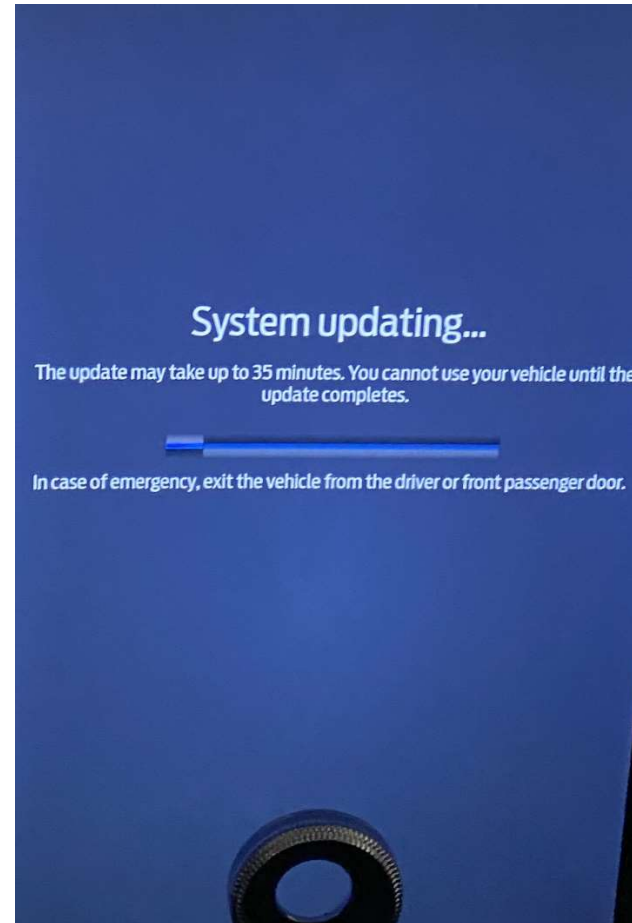 System updating...
The update may take up to 35 minutes. You cannot use your vehicle until the
update completes.
In case of emergency, exit the vehicle from the driver or front passenger door.